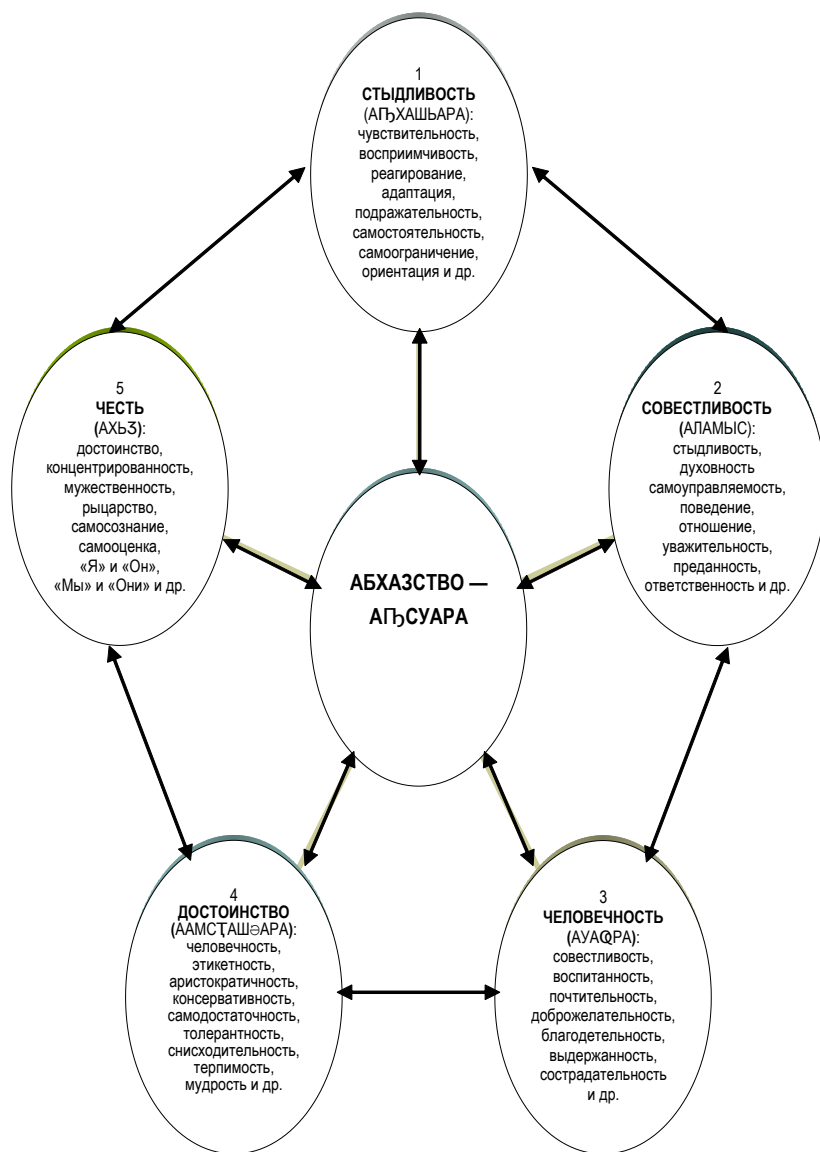 1
СТЫДЛИВОСТЬ
(АҦХАШЬАРА):
чувствительность,
восприимчивость,
реагирование,
адаптация,
подражательность,
самостоятельность,
самоограничение,
ориентация и др.
2
СОВЕСТЛИВОСТЬ
(АЛАМЫС):
стыдливость,
духовность
самоуправляемость,
поведение,
отношение,
уважительность,
преданность,
ответственность и др.
3
ЧЕЛОВЕЧНОСТЬ
(АУАҨРА):
совестливость,
воспитанность,
почтительность,
доброжелательность,
благодетельность,
выдержанность,
сострадательность
и др.
4
ДОСТОИНСТВО
(ААМСҬАШӘАРА):
человечность,
этикетность,
аристократичность,
консервативность,
самодостаточность,
толерантность,
снисходительность,
терпимость,
мудрость и др.
5
ЧЕСТЬ
(АХЬӠ):
достоинство,
концентрированность,
мужественность,
рыцарство,
самосознание,
самооценка,
«Я» и «Он»,
«Мы» и «Они» и др.
АБХАЗСТВО —
АҦСУАРА